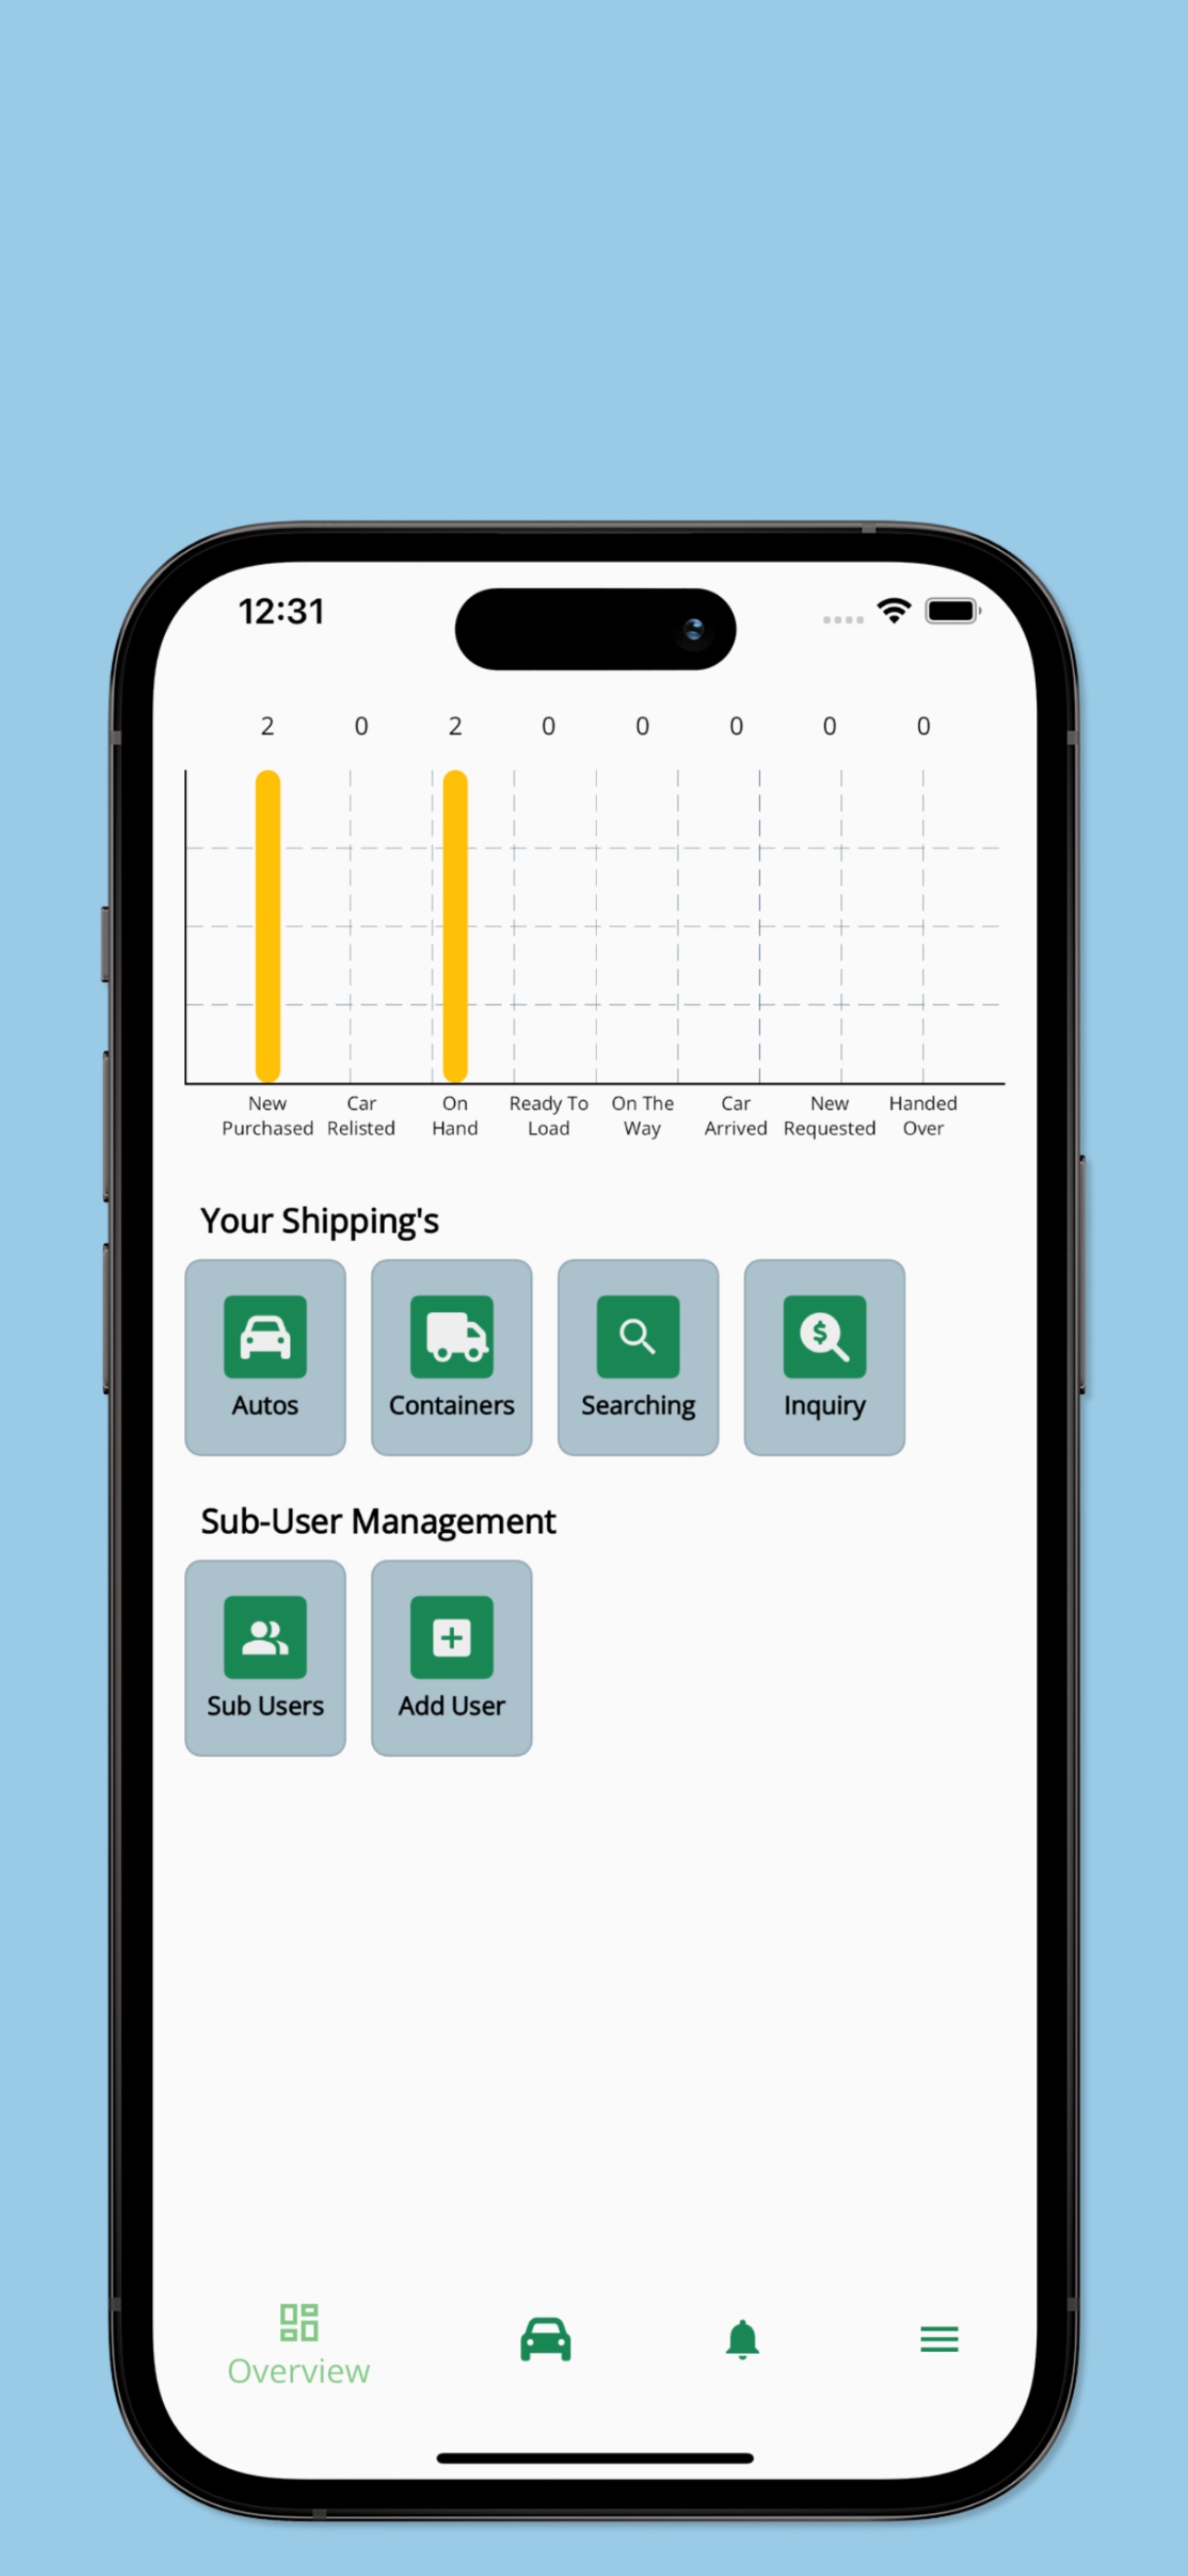 12:31
2 0 2 0 0 0 0 0
New Purchased
Car Relisted
On Hand
Ready To Load
On The Way
Car Arrived
New Requested
Handed Over
Your Shipping's
Autos
Containers
Searching
Inquiry
Sub-User Management
Sub Users
Add User
Overview